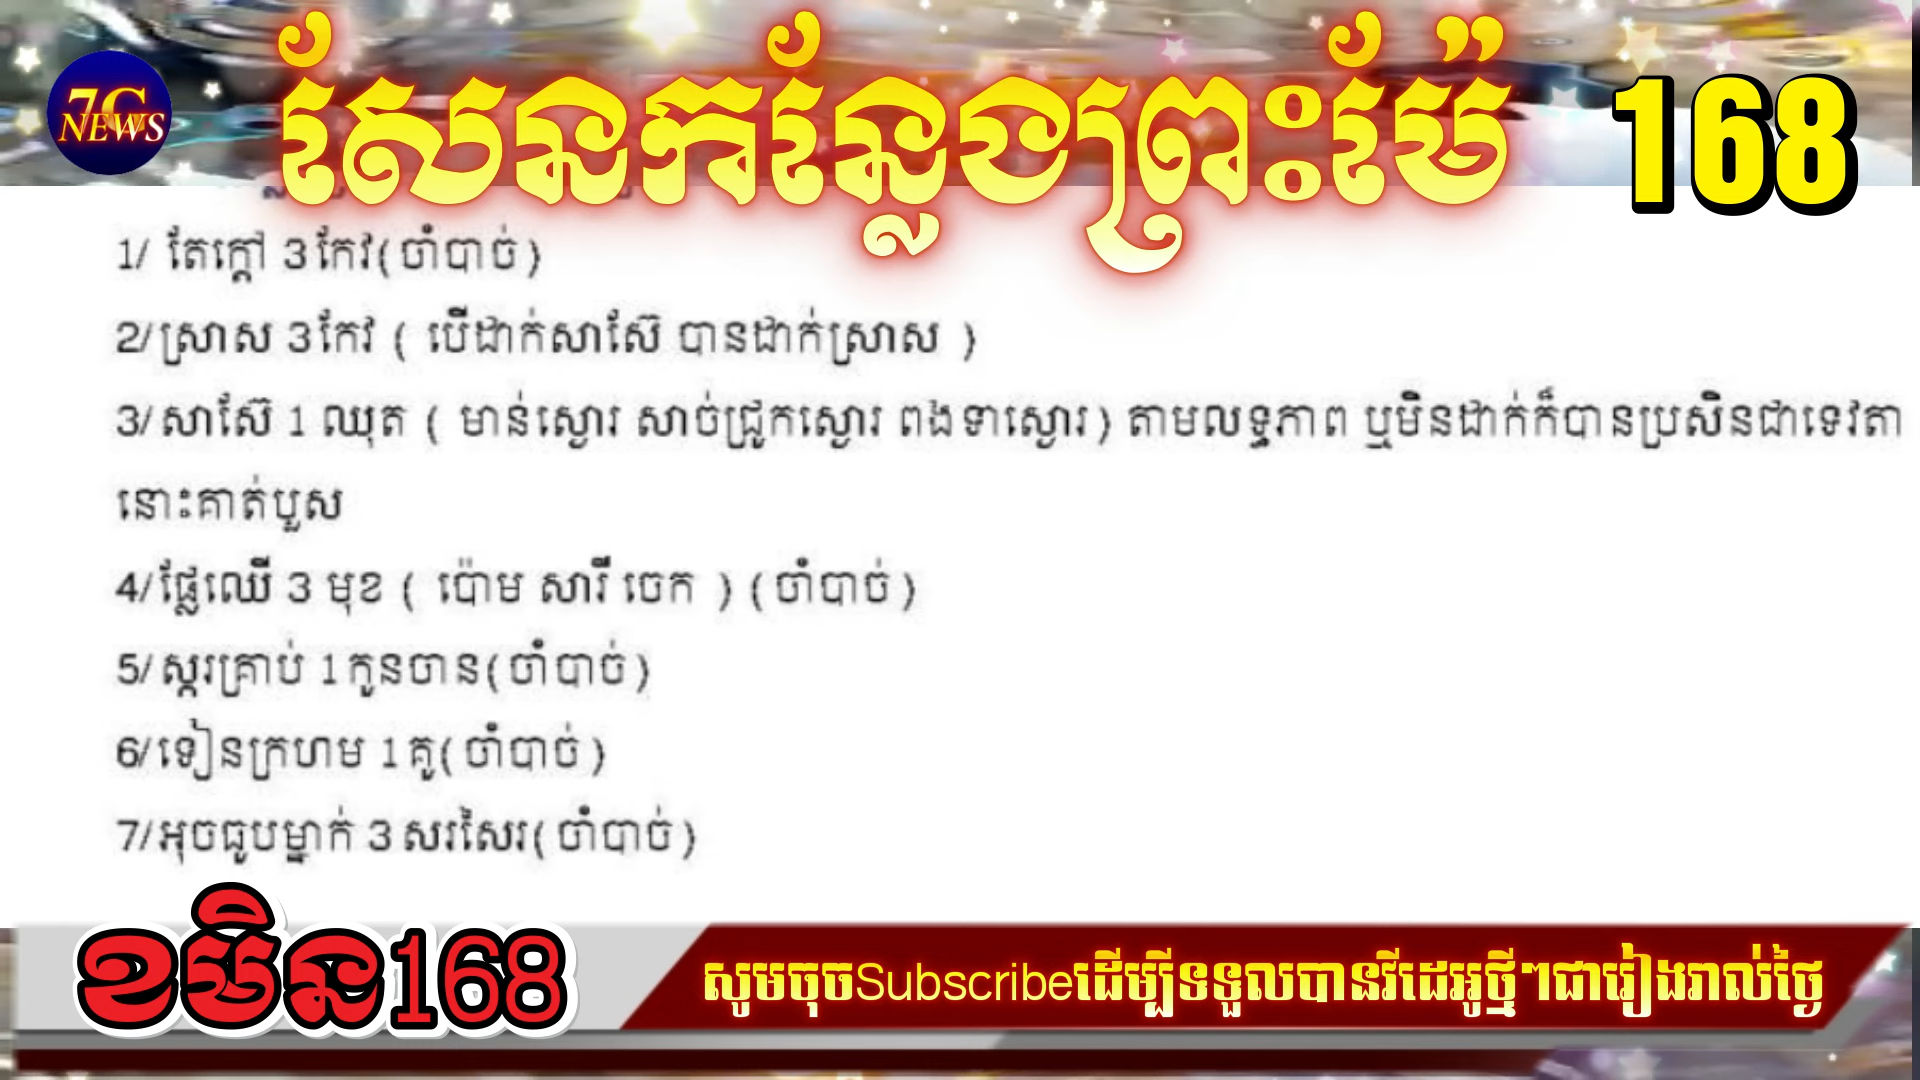 7G
NEWS
សែនកន្លែងព្រះម៉ែ 168
1/ តែក្ដៅ 3 កែវ(ចាំបាច់)
2/ស្រាស 3 កែវ ( បើដាក់សាស៊ែ បានដាក់ស្រាស )
3/សាស៊ែ 1 ឈុត ( មាន់ស្ងោរ សាច់ជ្រូកស្ងោរ ពងទាស្ងោរ) តាមលទ្ធភាព ឬមិនដាក់ក៏បានប្រសិនជាទេវតា
នោះគាត់បួស
4/ផ្លែឈើ 3 មុខ ( ប៉ោម សារី ចេក ) (ចាំបាច់)
5/ស្ករគ្រាប់ 1 កូនចាន(ចាំបាច់)
6/ទៀនក្រហម 1 គូ(ចាំបាច់)
7/អុចធូបម្នាក់ 3 សរសៃរ(ចាំបាច់)
ខមិន168
សូមចុចSubscribeដើម្បីទទួលបានវីដេអូថ្មីៗជារៀងរាល់ថ្ងៃ